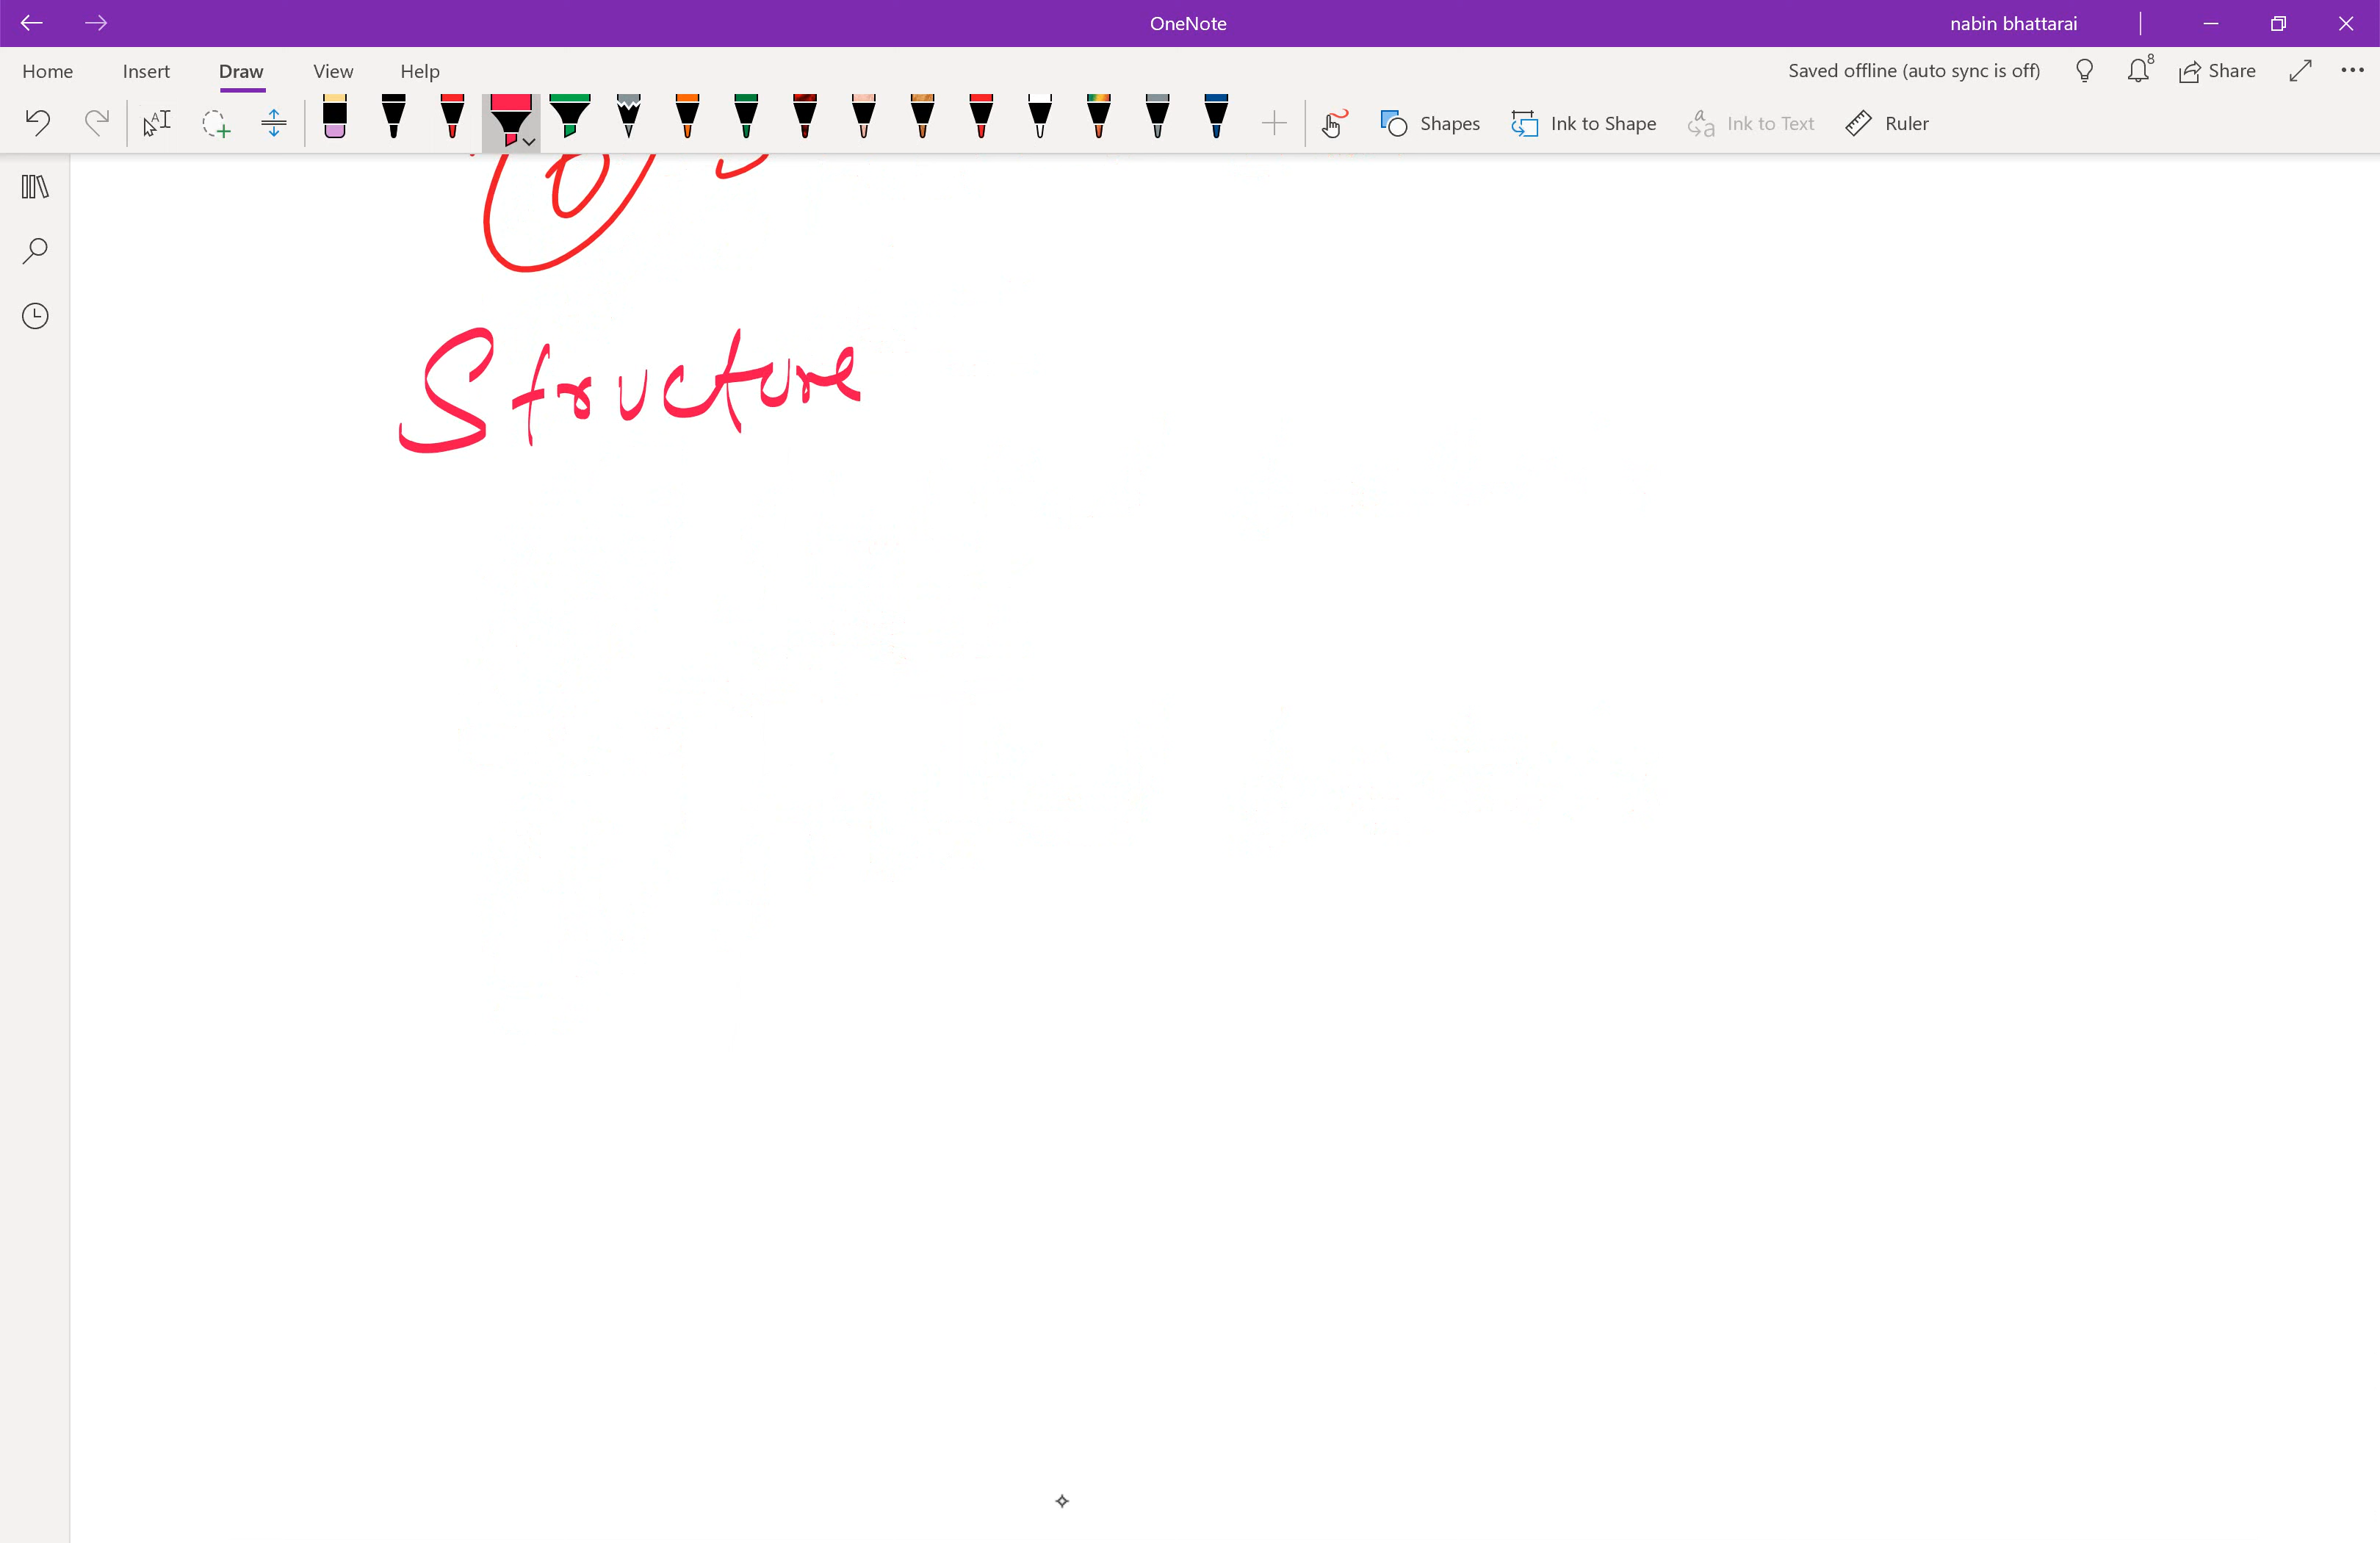 OneNote
nabin bhattarai
Home Insert Draw View Help
Saved offline (auto sync is off)
8
Share
Shapes
Ink to Shape
Ink to Text
Ruler
Structure